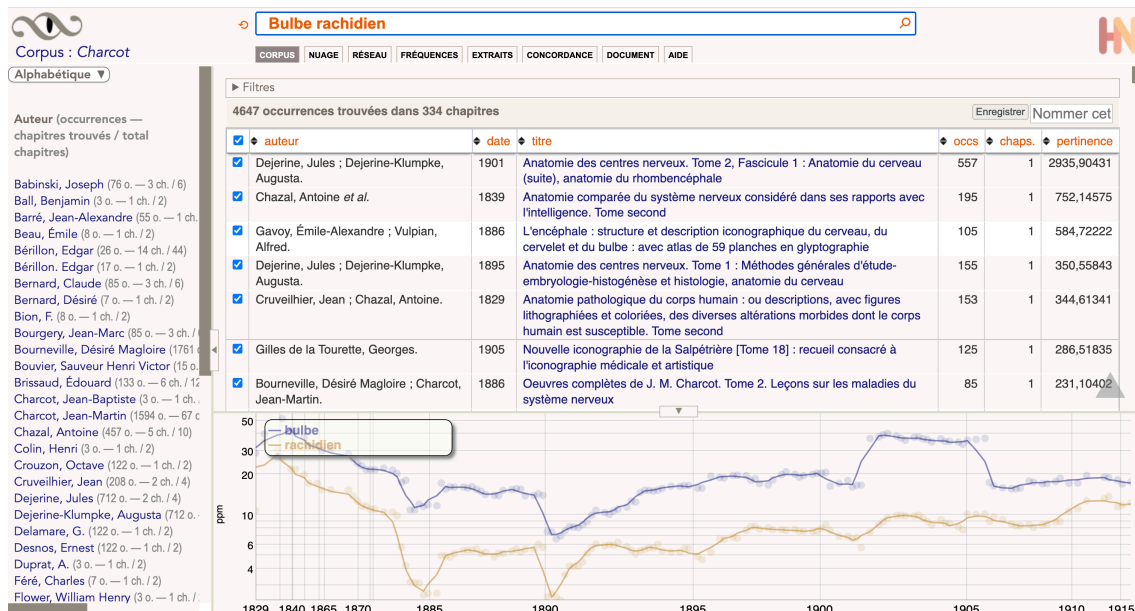 Bulbe rachidien
HN
Corpus : Charcot
CORPUS NUAGE RÉSEAU FRÉQUENCES EXTRAITS CONCORDANCE DOCUMENT AIDE
Alphabétique ▼
Auteur (occurrences —
chapitres trouvés / total
chapitres)
Babinski, Joseph (76 o. — 3 ch. / 6)
Ball, Benjamin (3 o. — 1 ch. / 2)
Barré, Jean-Alexandre (55 o. — 1 ch.
Beau, Émile (8 o. — 1 ch. / 2)
Bérillon, Edgar (26 o. — 14 ch. / 44)
Bérillon. Edgar (17 o. — 1 ch. / 2)
Bernard, Claude (85 o. — 3 ch. / 6)
Bernard, Désiré (7 o. — 1 ch. / 2)
Bion, F. (8 o. — 1 ch. / 2)
Bourgery, Jean-Marc (85 o. — 3 ch. /
Bourneville, Désiré Magloire (1761
Bouvier, Sauveur Henri Victor (15 o.
Brissaud, Édouard (133 o. — 6 ch. / 12
Charcot, Jean-Baptiste (3 o. — 1 ch.
Charcot, Jean-Martin (1594 o. — 67 c
Chazal, Antoine (457 o. — 5 ch. / 10)
Colin, Henri (3 o. — 1 ch. / 2)
Crouzon, Octave (122 o. — 1 ch. / 2)
Cruveilhier, Jean (208 o. — 2 ch. / 4)
Dejerine, Jules (712 o. — 2 ch. / 4)
Dejerine-Klumpke, Augusta (712 o. -
Delamare, G. (122 o. — 1 ch. / 2)
Desnos, Ernest (122 o. — 1 ch. / 2)
Duprat, A. (3 o. — 1 ch. / 2)
Féré, Charles (7 o. — 1 ch. / 2)
Flower, William Henry (3 o. — 1 ch. /
▶ Filtres
4647 occurrences trouvées dans 334 chapitres
Enregistrer Nommer cet
auteur date titre occs chaps. pertinence
Dejerine, Jules ; Dejerine-Klumpke, 1901 Anatomie des centres nerveux. Tome 2, Fascicule 1 : Anatomie du cerveau 557 1 2935,90431
Augusta. (suite), anatomie du rhombencéphale
Chazal, Antoine et al. 1839 Anatomie comparée du système nerveux considéré dans ses rapports avec 195 1 752,14575
l'intelligence. Tome second
Gavoy, Émile-Alexandre ; Vulpian, 1886 L'encéphale : structure et description iconographique du cerveau, du 105 1 584,72222
Alfred. cervelet et du bulbe : avec atlas de 59 planches en glyptographie
Dejerine, Jules ; Dejerine-Klumpke, 1895 Anatomie des centres nerveux. Tome 1 : Méthodes générales d'étude- 155 1 350,55843
Augusta. embryologie-histogénèse et histologie, anatomie du cerveau
Cruveilhier, Jean ; Chazal, Antoine. 1829 Anatomie pathologique du corps humain : ou descriptions, avec figures 153 1 344,61341
lithographiées et coloriées, des diverses altérations morbides dont le corps
humain est susceptible. Tome second
Gilles de la Tourette, Georges. 1905 Nouvelle iconographie de la Salpétrière [Tome 18] : recueil consacré à 125 1 286,51835
l'iconographie médicale et artistique
Bourneville, Désiré Magloire ; Charcot, 1886 Oeuvres complètes de J. M. Charcot. Tome 2. Leçons sur les maladies du 85 1 231,10402
Jean-Martin. système nerveux
▼
bulbe
rachidien
50
30
20
10
6
4
ppm
1829 1840 1865 1870 1885 1890 1895 1900 1905 1910 1915